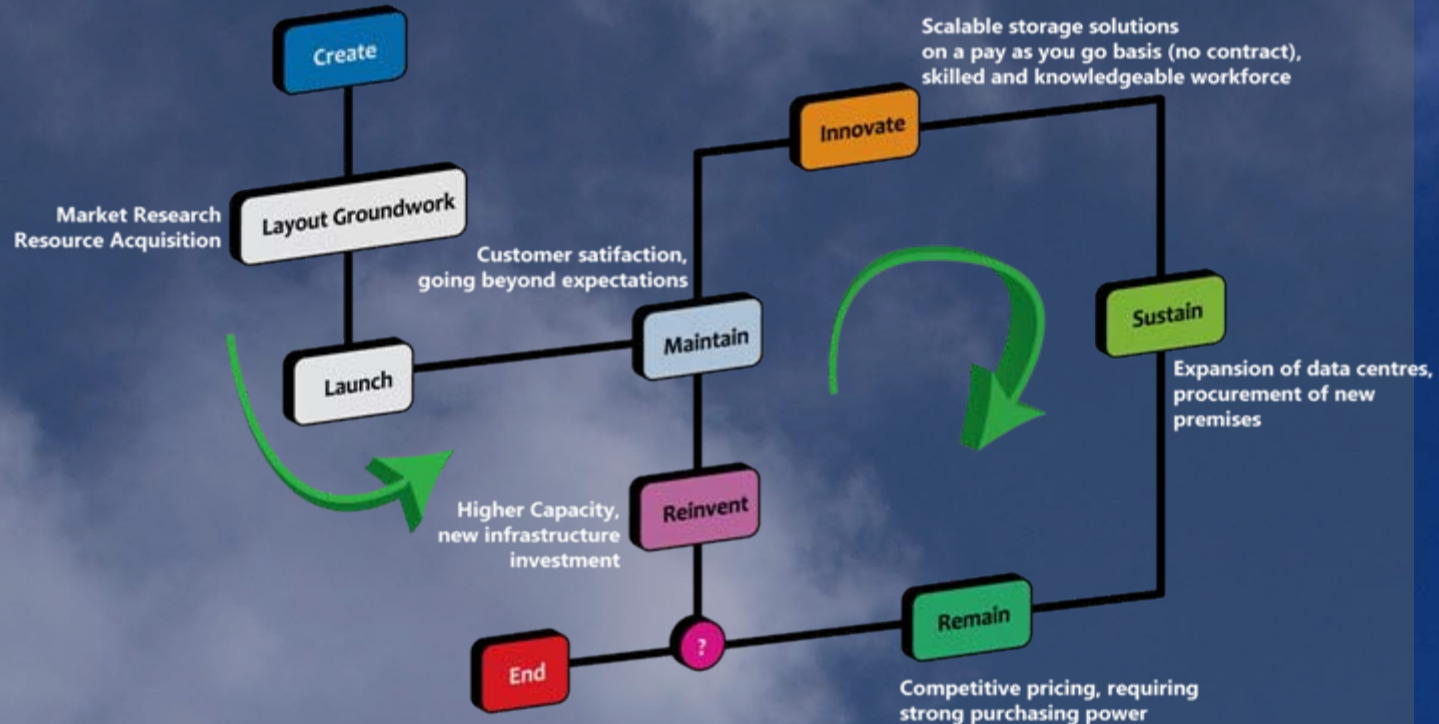 Create
Layout Groundwork
Market Research
Resource Acquisition
Launch
Customer satifaction,
going beyond expectations
Maintain
Innovate
Scalable storage solutions
on a pay as you go basis (no contract),
skilled and knowledgeable workforce
Sustain
Expansion of data centres,
procurement of new
premises
Remain
Competitive pricing, requiring
strong purchasing power
?
Reinvent
Higher Capacity,
new infrastructure
investment
End